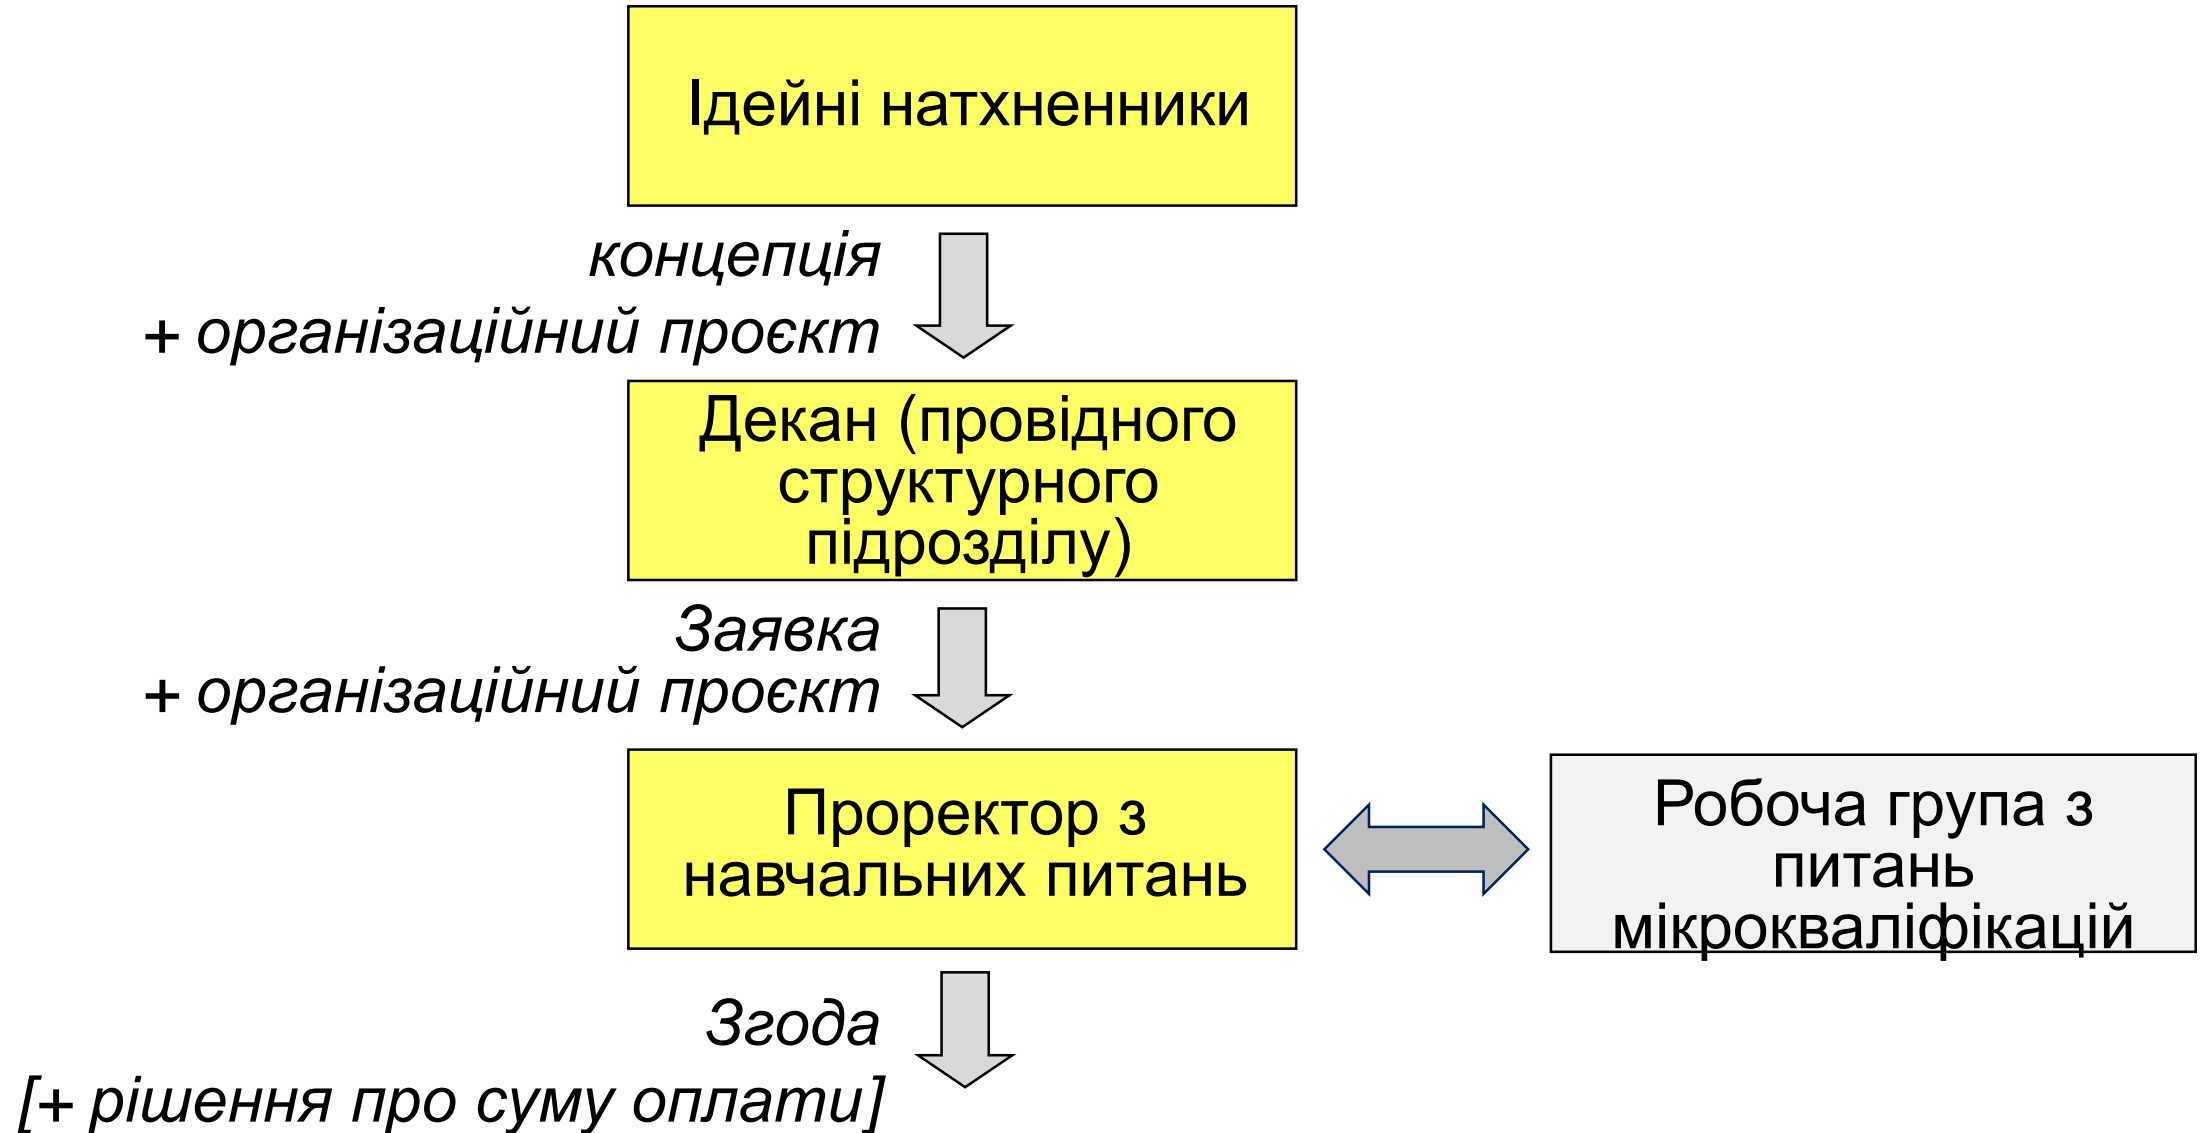 Ідейні натхненники
концепція
+ організаційний проєкт
Декан (провідного
структурного
підрозділу)
Заявка
+ організаційний проєкт
Проректор з
навчальних питань
Робоча група з
питань
мікрокваліфікацій
Згода
[+ рішення про суму оплати]